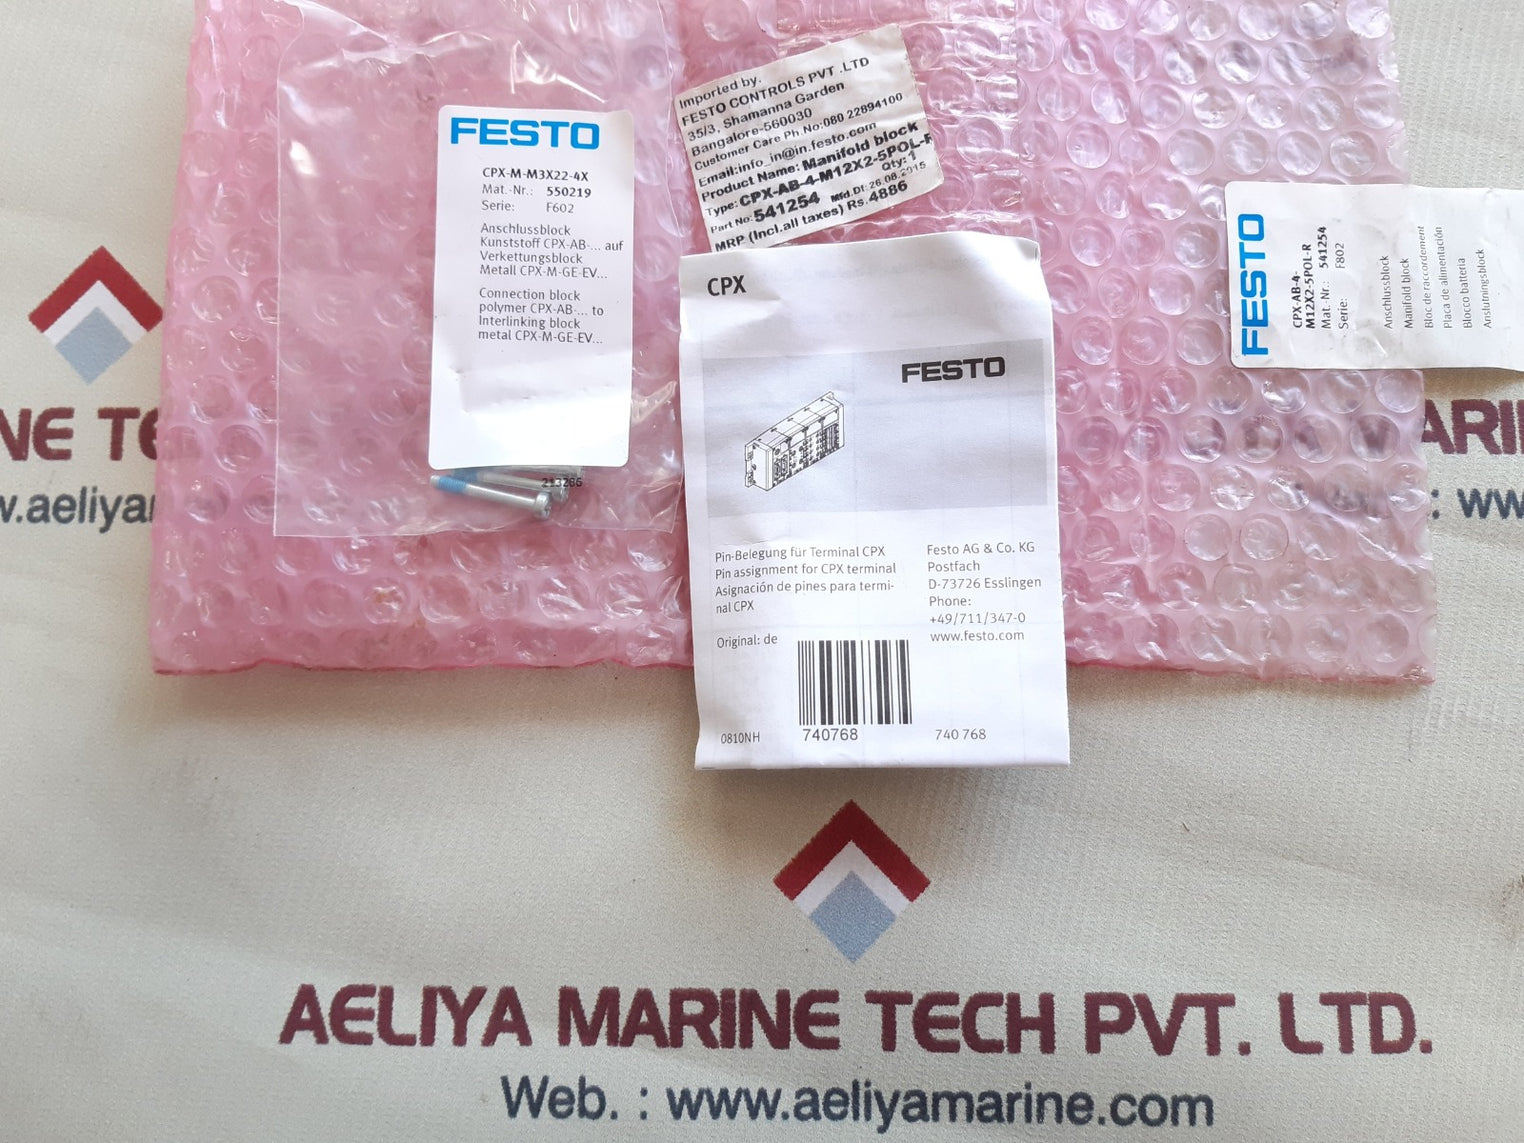 FESTO
CPX-M-M3X22-4X
Mat.-Nr.: 550219
Serie: F602
Anschlussblock
Kunststoff CPX-AB-... auf
Verkettungsblock
Metall CPX-M-GE-EV...
Connection block
polymer CPX-AB-... to
Interlinking block
metal CPX-M-GE-EV...
213266
Imported by.
FESTO CONTROLS PVT .LTD
35/3, Shamanna Garden
Bangalore-560030
Customer Care Ph.No:080 22894100
Email:info_in@in.festo.com
Product Name: Manifold block
Type: CPX-AB-4-M12X2-5POL-R
Qty: 1
Part No: 541254 Mfd.Dt: 26.08.2015
MRP (Incl.all taxes) Rs. 4886
CPX
FESTO
Pin-Belegung für Terminal CPX
Pin assignment for CPX terminal
Asignación de pines para termi-
nal CPX
Original: de
Festo AG & Co. KG
Postfach
D-73726 Esslingen
Phone:
+49/711/347-0
www.festo.com
0810NH
740768
740 768
FESTO
CPX-AB-4-
M12X2-5POL-R
Mat. Nr.: 541254
Serie: F802
Anschlussblock
Manifold block
Bloc de raccordement
Placa de alimentación
Blocco batteria
Anslutningsblock
NE TE
w.aeliya
ARI
: ww
AELIYA MARINE TECH PVT. LTD.
Web. : www.aeliyamarine.com